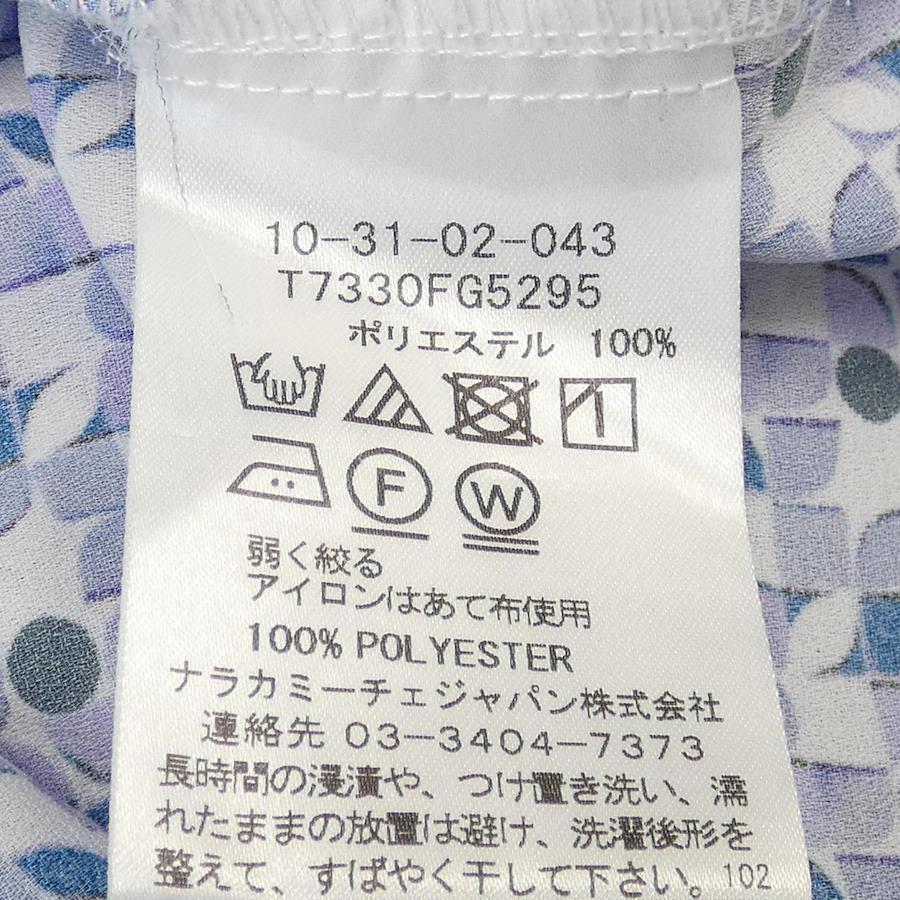 10-31-02-043
T7330FG5295
ポリエステル 100%
F W
弱く絞る
アイロンはあて布使用
100% POLYESTER
ナラカミーチェジャパン株式会社
連絡先 03-3404-7373
長時間の浸漬や、つけ置き洗い、濡
れたままの放置は避け、洗濯後形を
整えて、すばやく干して下さい。102